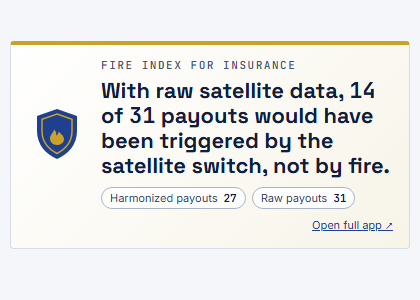 FIRE INDEX FOR INSURANCE
With raw satellite data, 14
of 31 payouts would have
been triggered by the
satellite switch, not by fire.
Harmonized payouts 27 Raw payouts 31
Open full app ↗